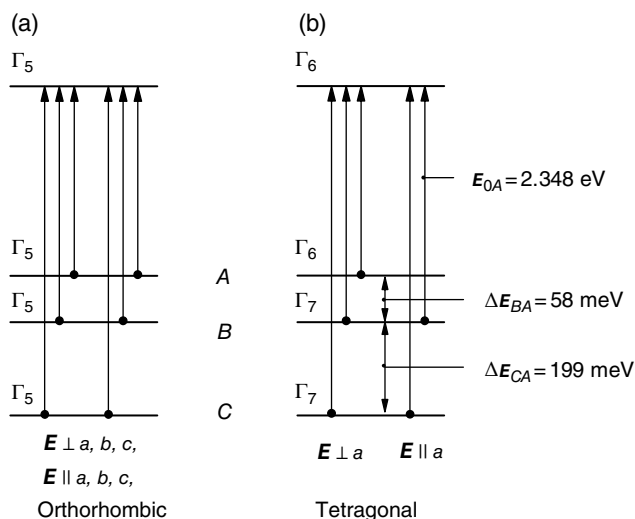 (a)
Γ5
Γ5
A
Γ5
B
Γ5
C
E ⊥ a, b, c,
E || a, b, c,
Orthorhombic
(b)
Γ6
E0A = 2.348 eV
Γ6
Γ7
ΔEBA = 58 meV
ΔECA = 199 meV
Γ7
E ⊥ a
E || a
Tetragonal